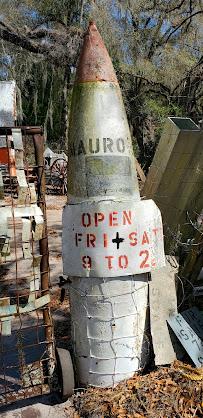 AURO
OPEN
FRI + SAT
9 TO 2